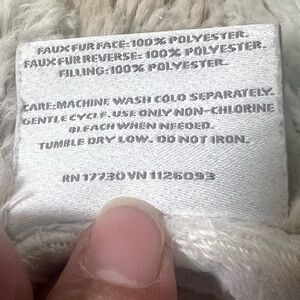 FAUX FUR FACE: 100% POLYESTER.
FAUX FUR REVERSE: 100% POLYESTER.
FILLING: 100% POLYESTER.
CARE: MACHINE WASH COLD SEPARATELY.
GENTLE CYCLE. USE ONLY NON-CHLORINE
BLEACH WHEN NEEDED.
TUMBLE DRY LOW. DO NOT IRON.
RN 17730 VN 1126093